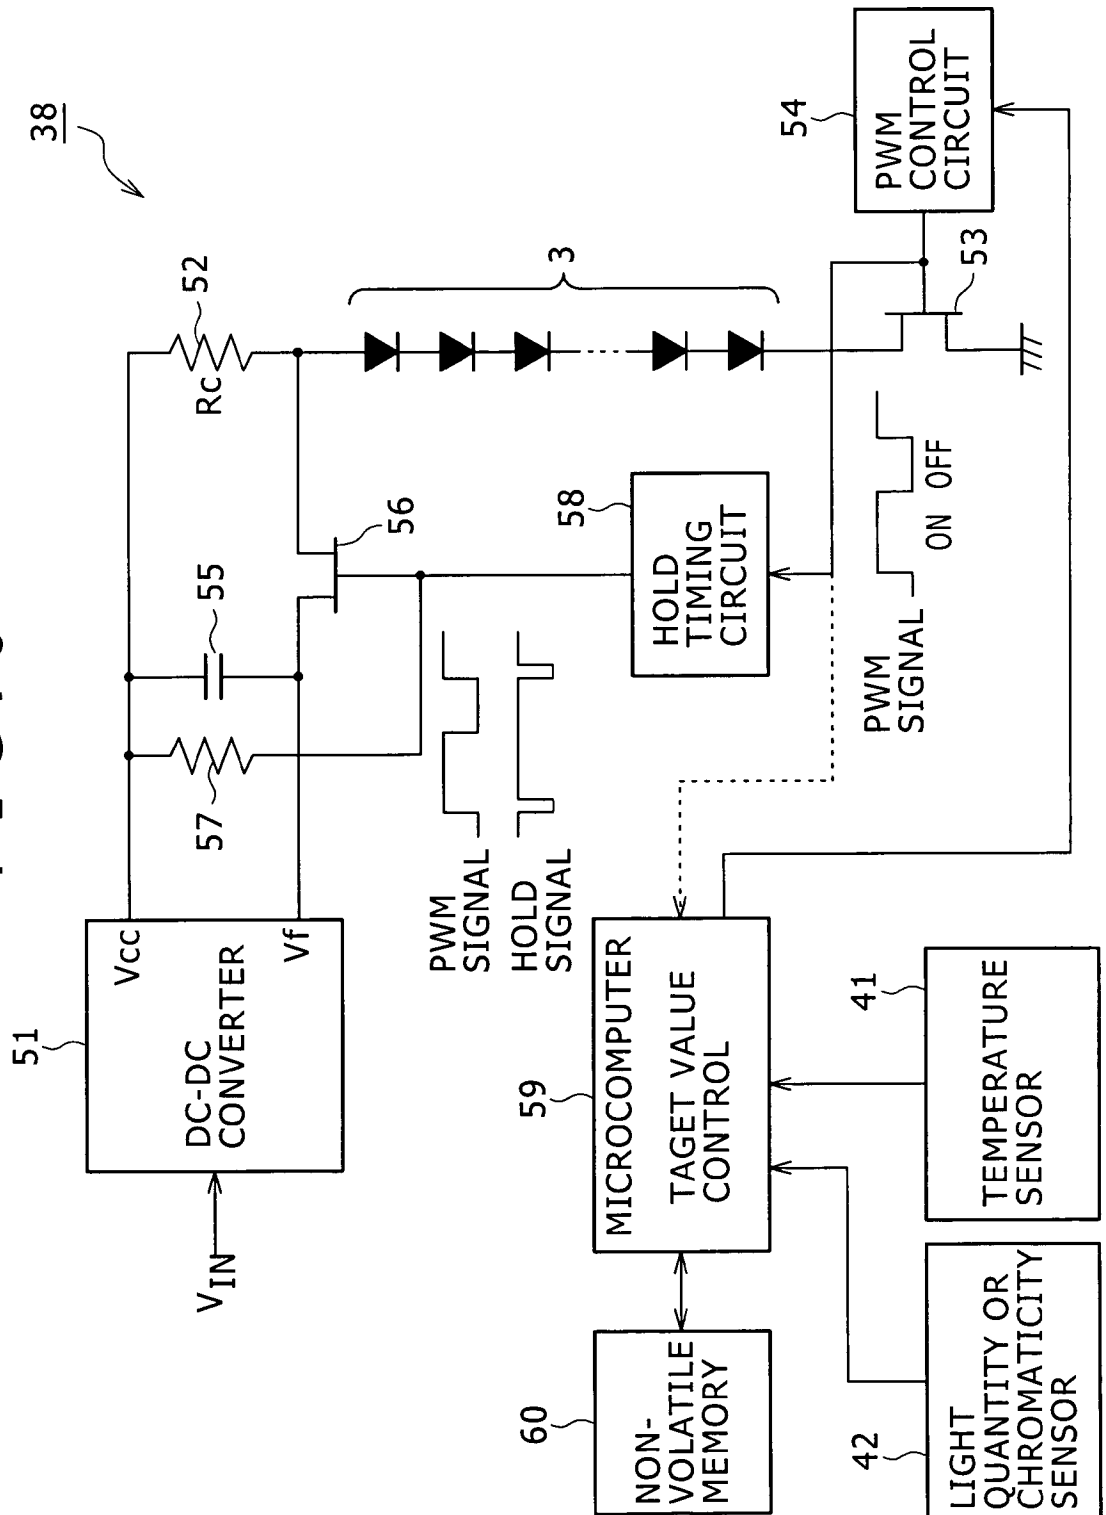 38
51
DC-DC
CONVERTER
Vcc
Vf
VIN
57
55
56
52
Rc
3
PWM
SIGNAL
HOLD
SIGNAL
58
HOLD
TIMING
CIRCUIT
PWM
SIGNAL
ON OFF
53
54
PWM
CONTROL
CIRCUIT
59
MICROCOMPUTER
TAGET VALUE
CONTROL
60
NON-
VOLATILE
MEMORY
42
LIGHT
QUANTITY OR
CHROMATICITY
SENSOR
41
TEMPERATURE
SENSOR